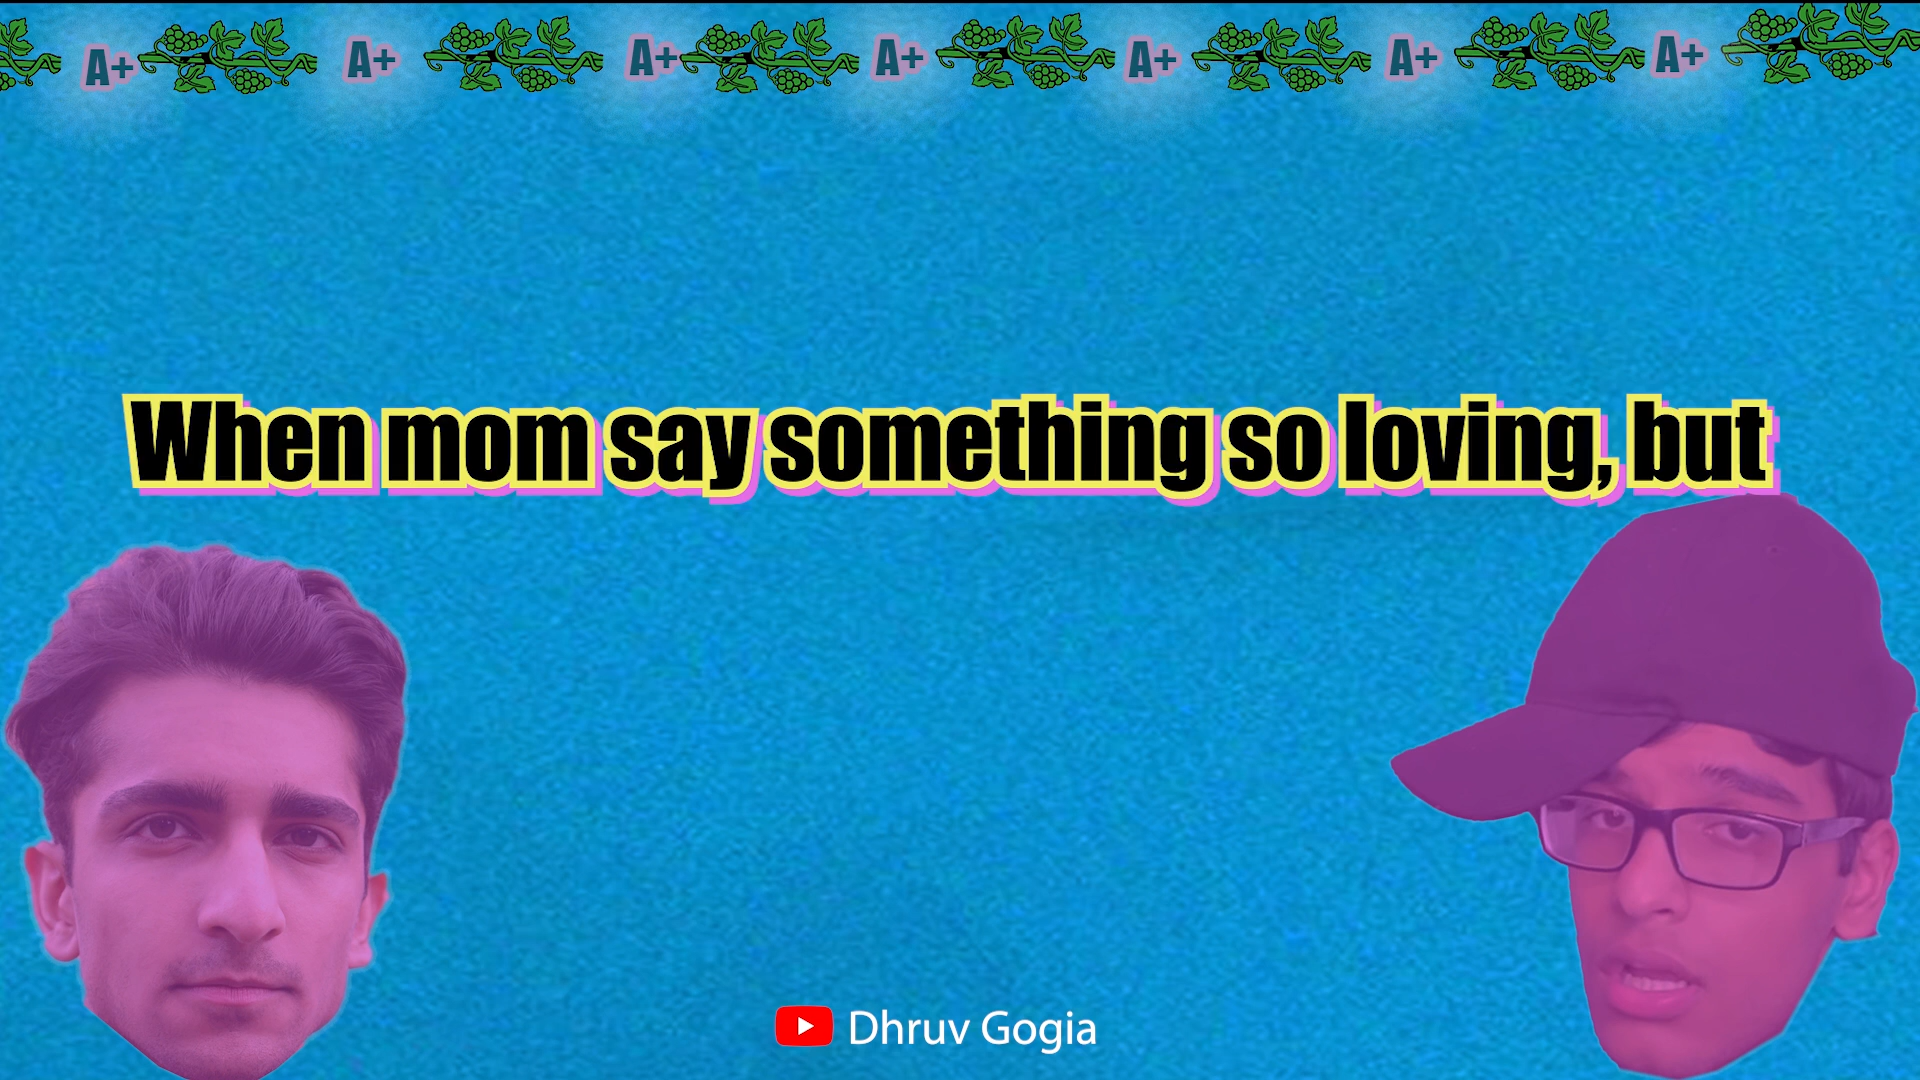 A+ A+ A+ A+ A+ A+ A+
When mom say something so loving, but
Dhruv Gogia